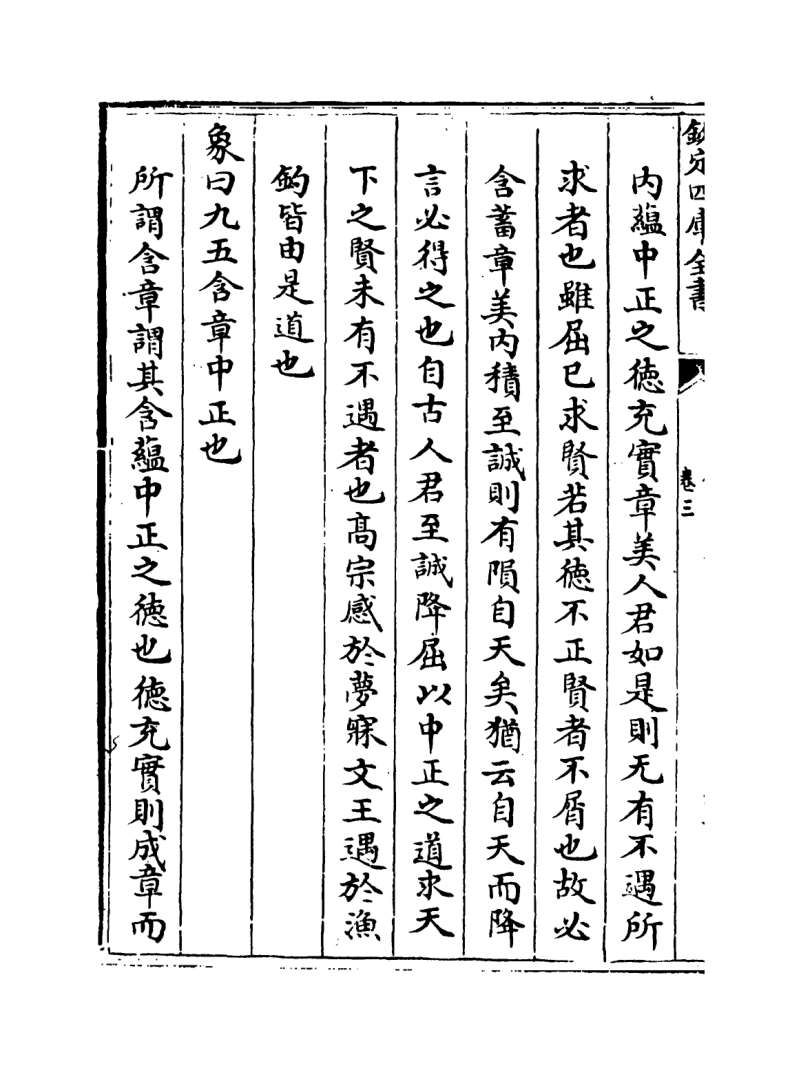 欽定四庫全書
卷三
内蘊中正之徳充實章美人君如是則无有不遇所
求者也雖屈已求賢若其徳不正賢者不屑也故必
含蓄章美内積至誠則有隕自天矣猶云自天而降
言必得之也自古人君至誠降屈以中正之道求天
下之賢未有不遇者也髙宗感於夢寐文王遇於漁
釣皆由是道也
象曰九五含章中正也
所謂含章謂其含蘊中正之徳也徳充實則成章而